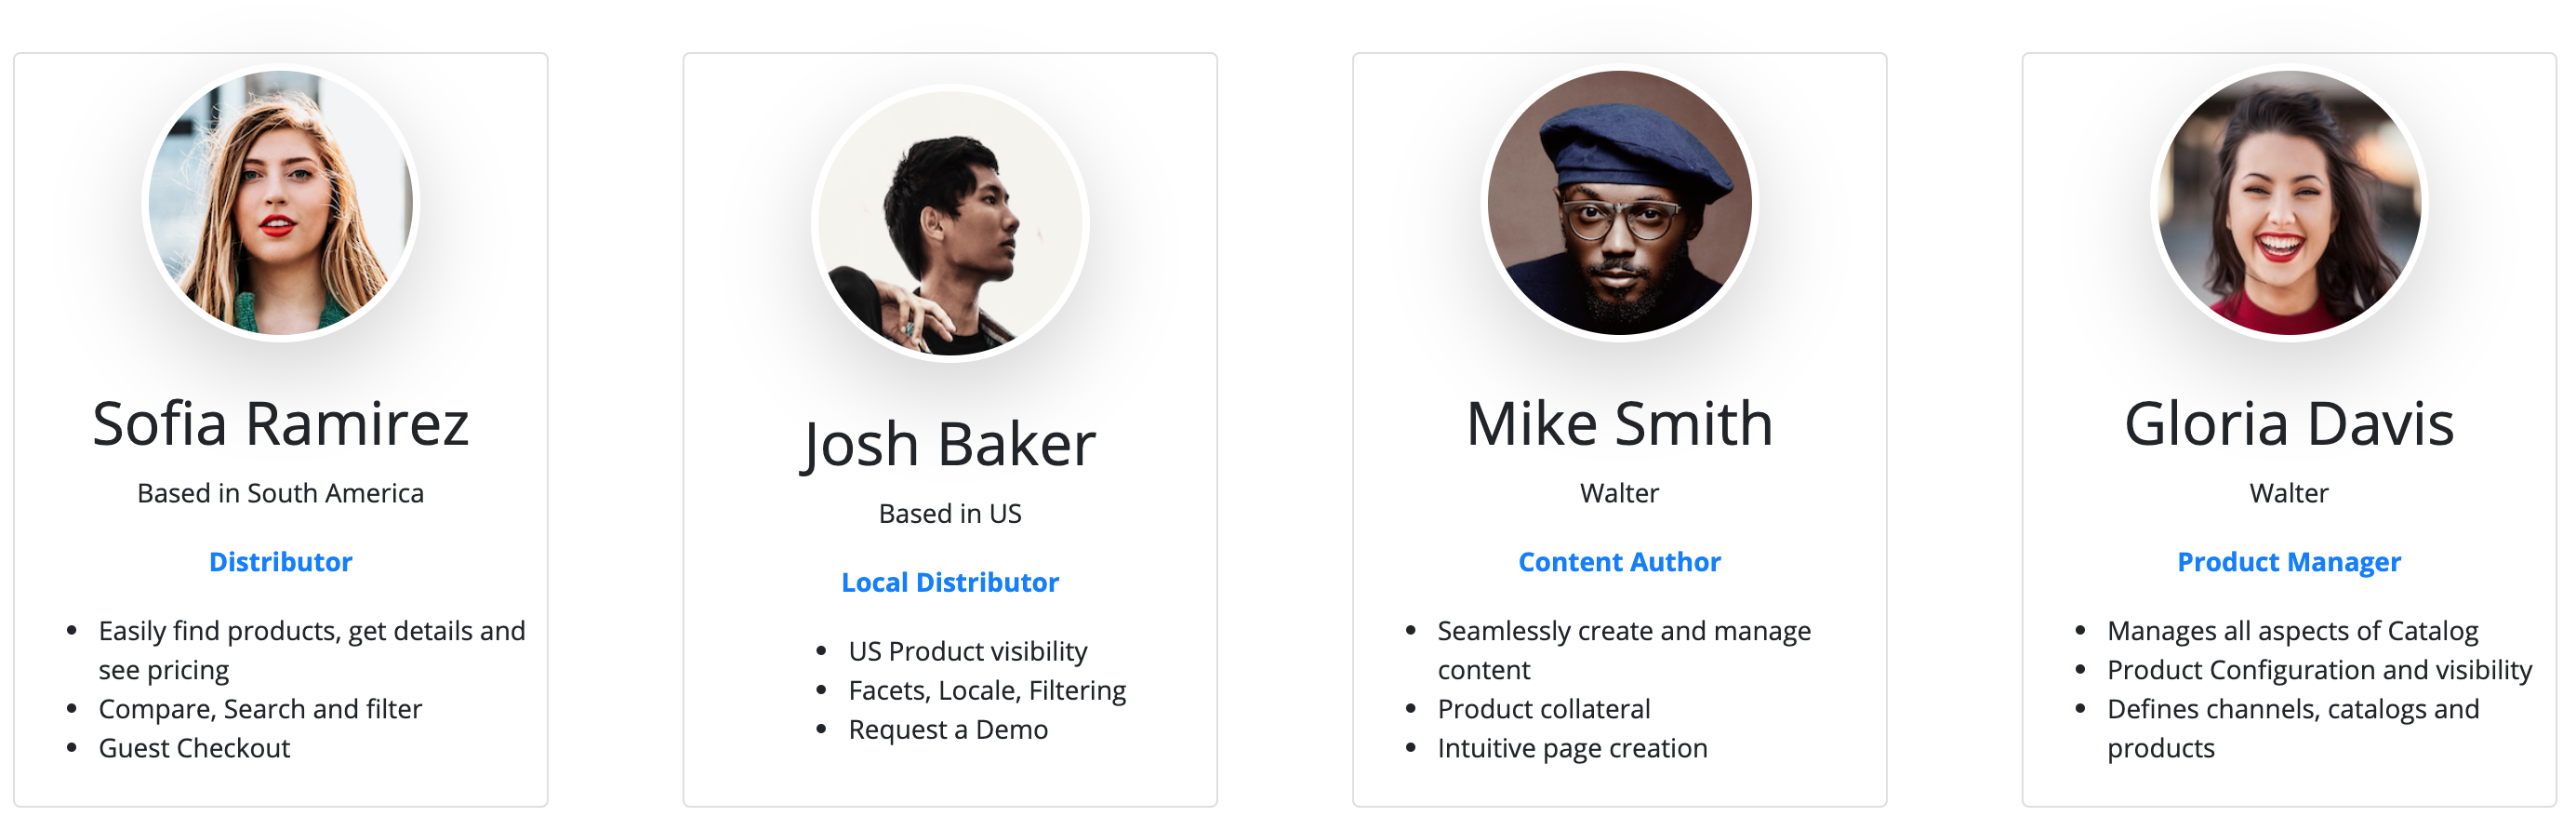 Sofia Ramirez
Based in South America
Distributor
• Easily find products, get details and
see pricing
• Compare, Search and filter
• Guest Checkout
Josh Baker
Based in US
Local Distributor
• US Product visibility
• Facets, Locale, Filtering
• Request a Demo
Mike Smith
Walter
Content Author
• Seamlessly create and manage
content
• Product collateral
• Intuitive page creation
Gloria Davis
Walter
Product Manager
• Manages all aspects of Catalog
• Product Configuration and visibility
• Defines channels, catalogs and
products